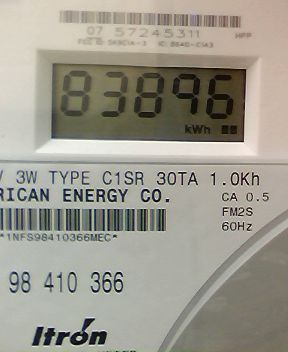 07 57245311
83896
kWh
3W TYPE C1SR 30TA 1.0Kh
RICAN ENERGY CO.
CA 0.5
FM2S
*1NFS98410366MEC*
60Hz
98 410 366
Itrón